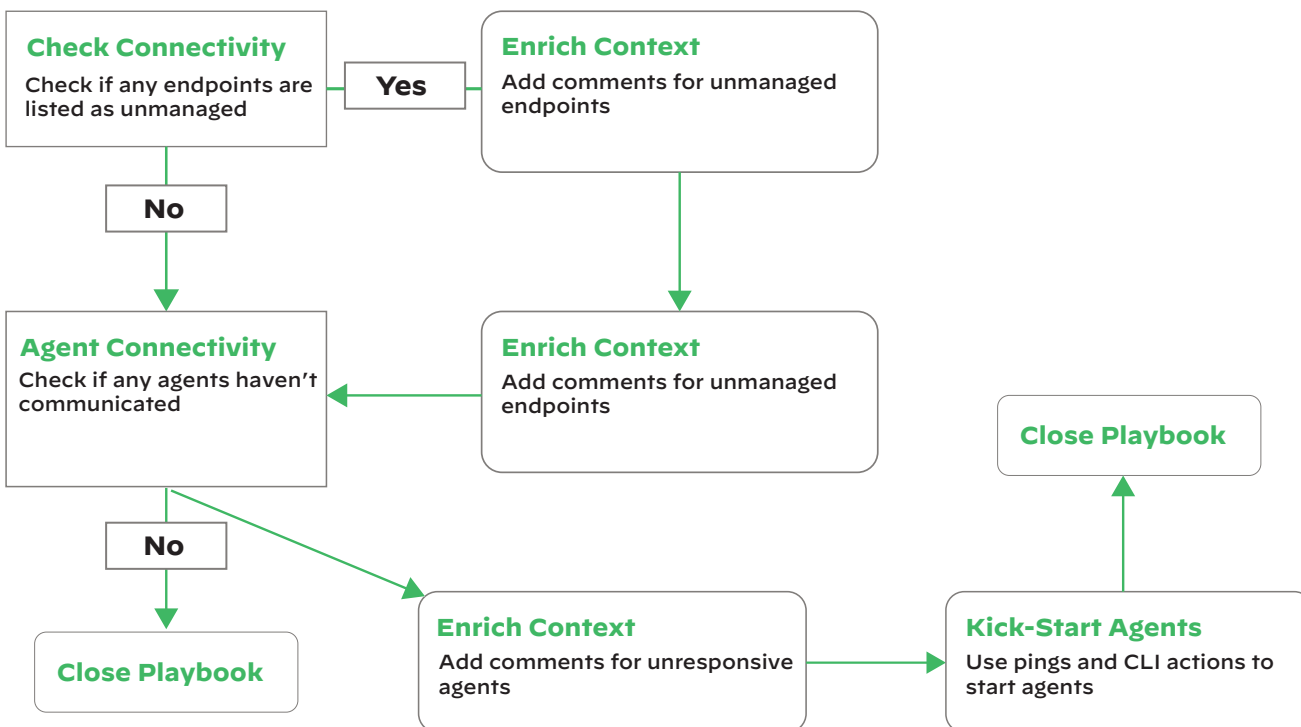 Check Connectivity
Check if any endpoints are
listed as unmanaged
Yes
Enrich Context
Add comments for unmanaged
endpoints
No
Agent Connectivity
Check if any agents haven’t
communicated
Enrich Context
Add comments for unmanaged
endpoints
Close Playbook
No
Close Playbook
Enrich Context
Add comments for unresponsive
agents
Kick-Start Agents
Use pings and CLI actions to
start agents